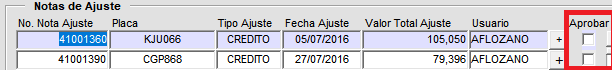 Notas de Ajuste
No. Nota Ajuste Placa Tipo Ajuste Fecha Ajuste Valor Total Ajuste Usuario Aprobar
41001360 KJU066 CREDITO 05/07/2016 105,050 AFLOZANO +
41001390 CGP868 CREDITO 27/07/2016 79,396 AFLOZANO +